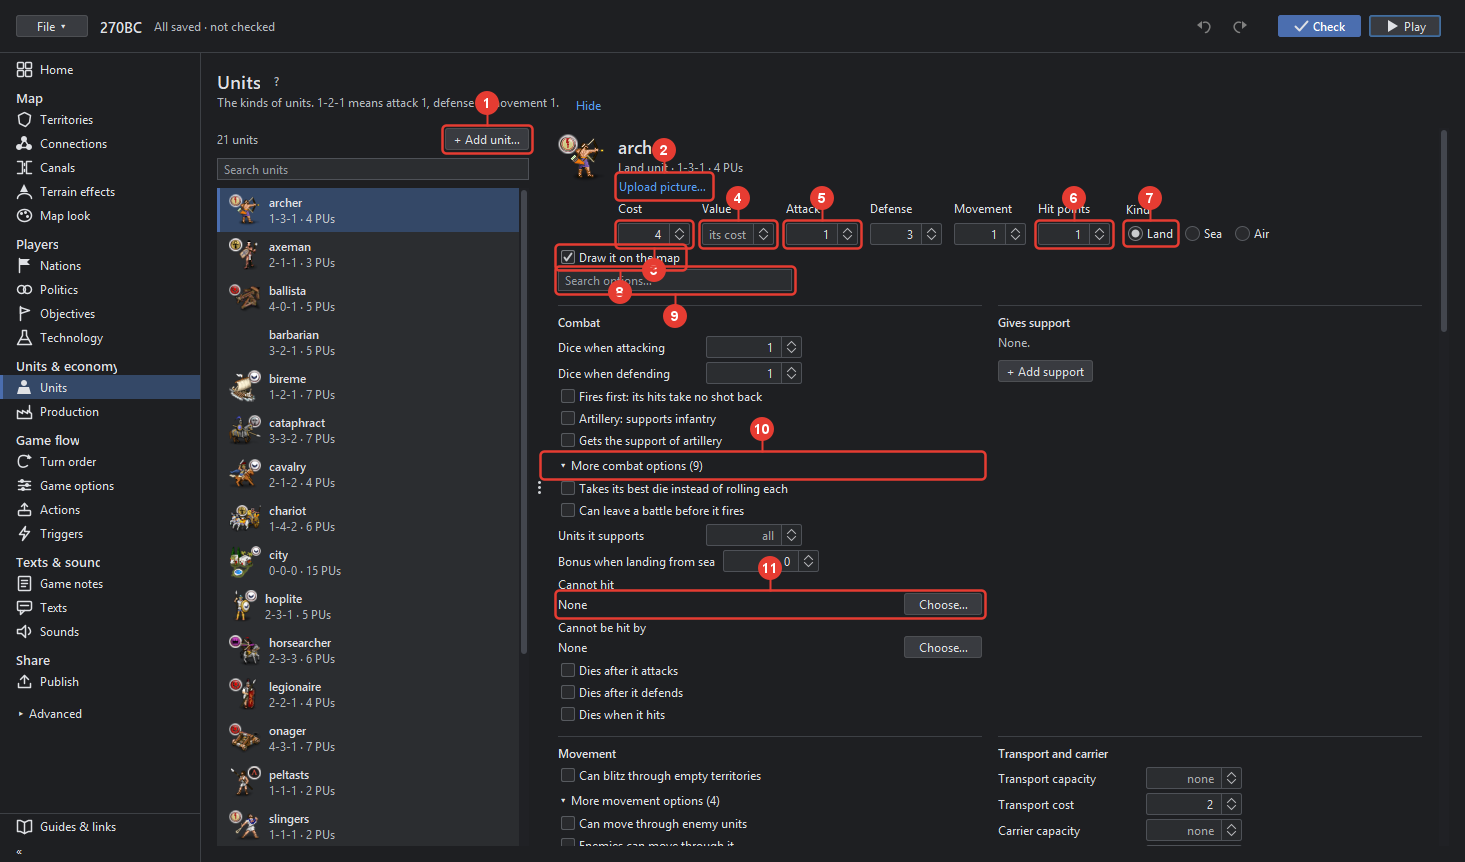 File
270BC
All saved · not checked
Check
Play
Home
Map
Territories
Connections
Canals
Terrain effects
Map look
Players
Nations
Politics
Objectives
Technology
Units & economy
Units
Production
Game flow
Turn order
Game options
Actions
Triggers
Texts & sound
Game notes
Texts
Sounds
Share
Publish
Advanced
Guides & links
«
Units ?
The kinds of units. 1-2-1 means attack 1, defense ovement 1. Hide
1
21 units
+ Add unit...
Search units
archer
1-3-1 · 4 PUs
axeman
2-1-1 · 3 PUs
ballista
4-0-1 · 5 PUs
barbarian
3-2-1 · 5 PUs
bireme
1-2-1 · 7 PUs
cataphract
3-3-2 · 7 PUs
cavalry
2-1-2 · 4 PUs
chariot
1-4-2 · 6 PUs
city
0-0-0 · 15 PUs
hoplite
2-3-1 · 5 PUs
horsearcher
2-3-3 · 6 PUs
legionaire
2-2-1 · 4 PUs
onager
4-3-1 · 7 PUs
peltasts
1-1-1 · 2 PUs
slingers
1-1-1 · 2 PUs
arch
2
Land unit · 1-3-1 · 4 PUs
Upload picture...
4 5 6 7
Cost Value Attack Defense Movement Hit points Kind
4 its cost 1 3 1 1 Land Sea Air
Draw it on the map
3
Search options...
8
9
Combat
Dice when attacking 1
Dice when defending 1
Fires first: its hits take no shot back
Artillery: supports infantry
Gets the support of artillery
10
More combat options (9)
Takes its best die instead of rolling each
Can leave a battle before it fires
Units it supports all
Bonus when landing from sea 0
11
Cannot hit
None Choose...
Cannot be hit by
None Choose...
Dies after it attacks
Dies after it defends
Dies when it hits
Gives support
None.
+ Add support
Movement
Can blitz through empty territories
More movement options (4)
Can move through enemy units
Enemies can move through it
Transport and carrier
Transport capacity none
Transport cost 2
Carrier capacity none